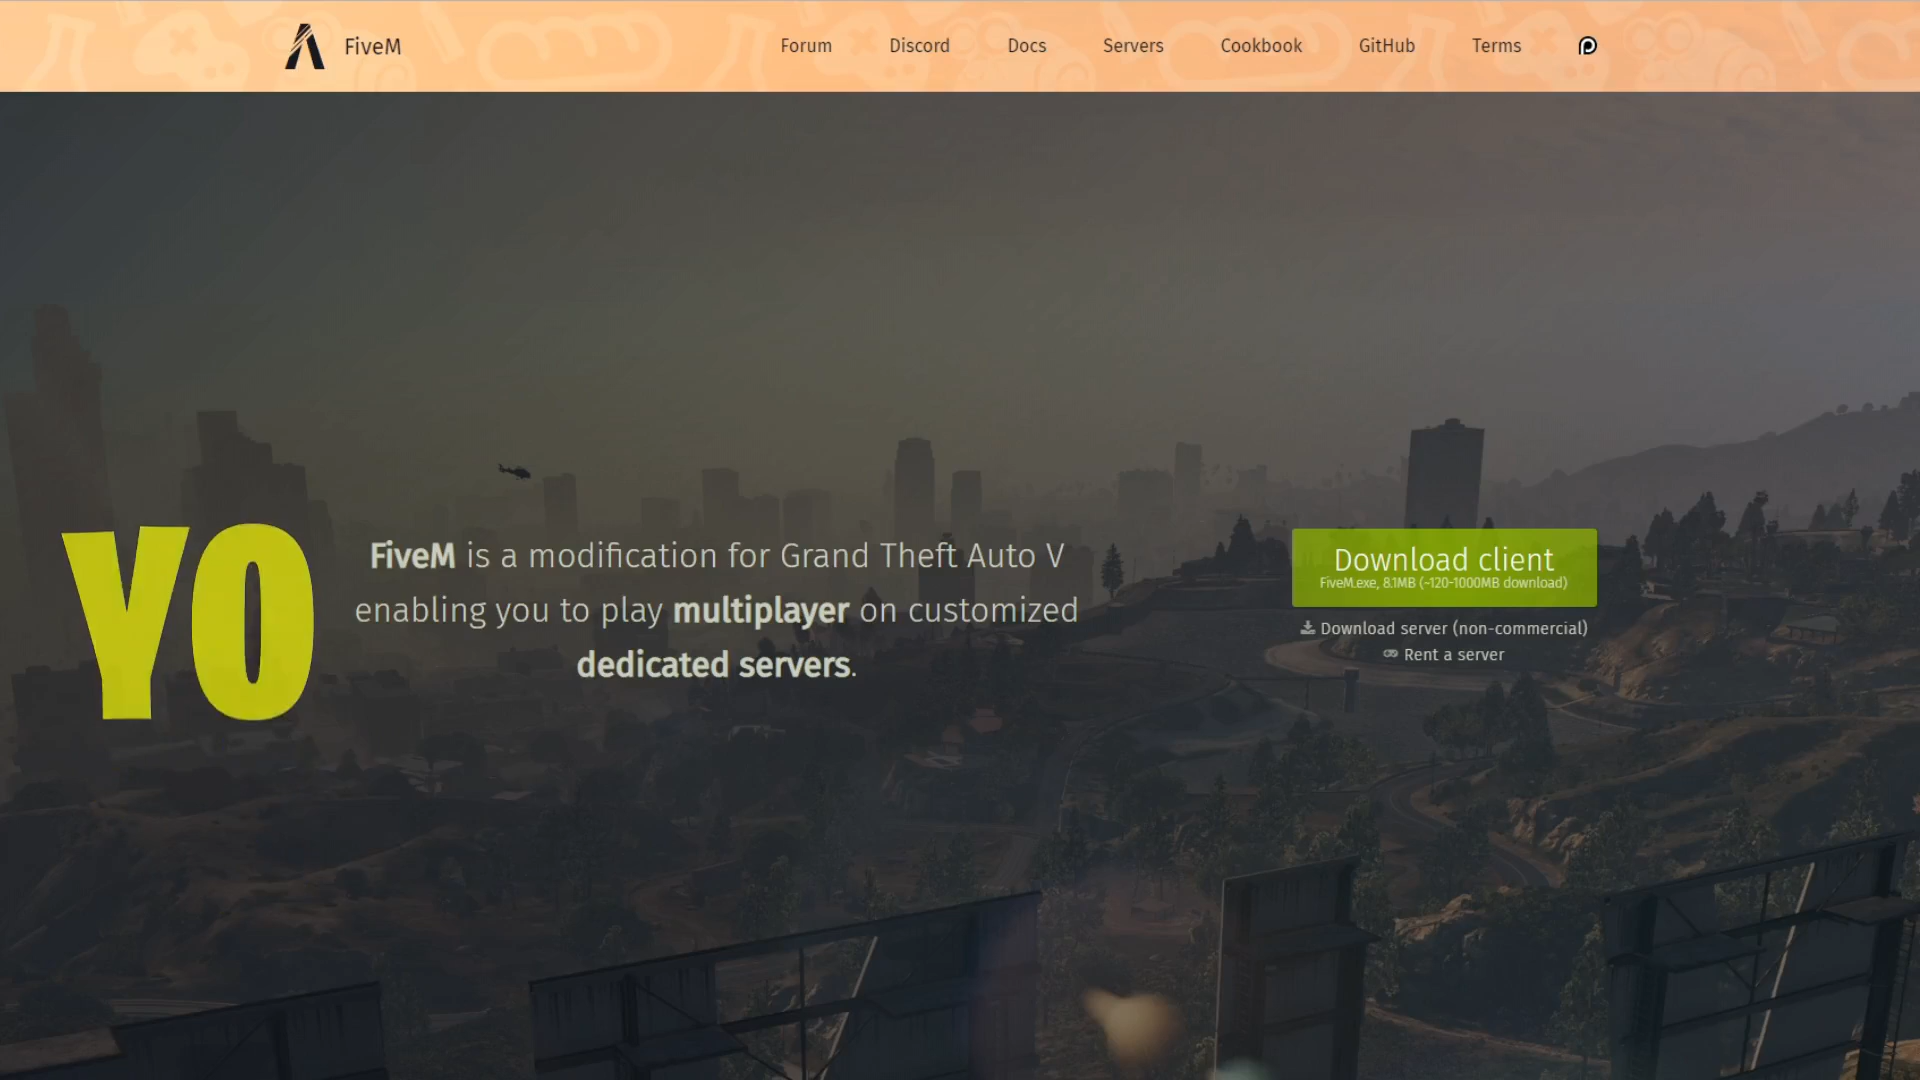 FiveM
Forum
Discord
Docs
Servers
Cookbook
GitHub
Terms
YO
FiveM is a modification for Grand Theft Auto V
enabling you to play multiplayer on customized
dedicated servers.
Download client
FiveM.exe, 8.1MB (~120-1000MB download)
Download server (non-commercial)
Rent a server